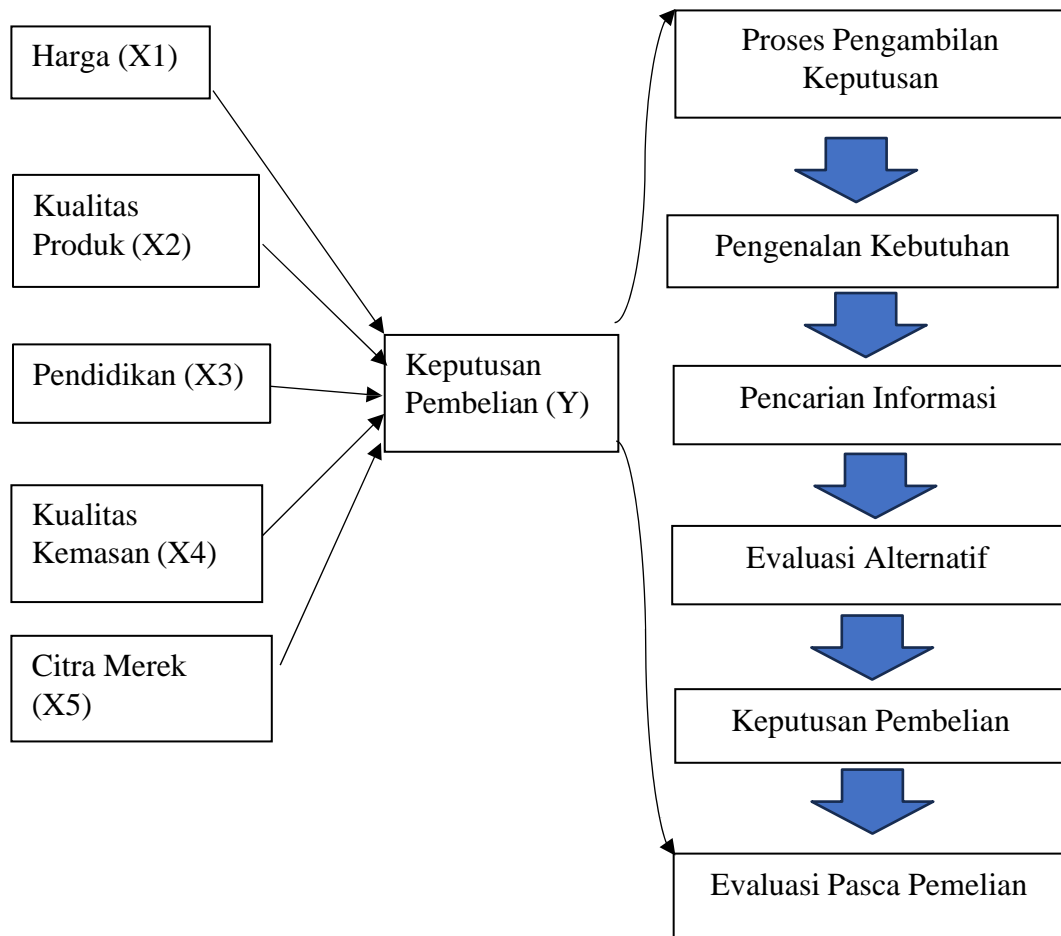 Harga (X1)
Kualitas
Produk (X2)
Pendidikan (X3)
Kualitas
Kemasan (X4)
Citra Merek
(X5)
Keputusan
Pembelian (Y)
Proses Pengambilan
Keputusan
Pengenalan Kebutuhan
Pencarian Informasi
Evaluasi Alternatif
Keputusan Pembelian
Evaluasi Pasca Pemelian